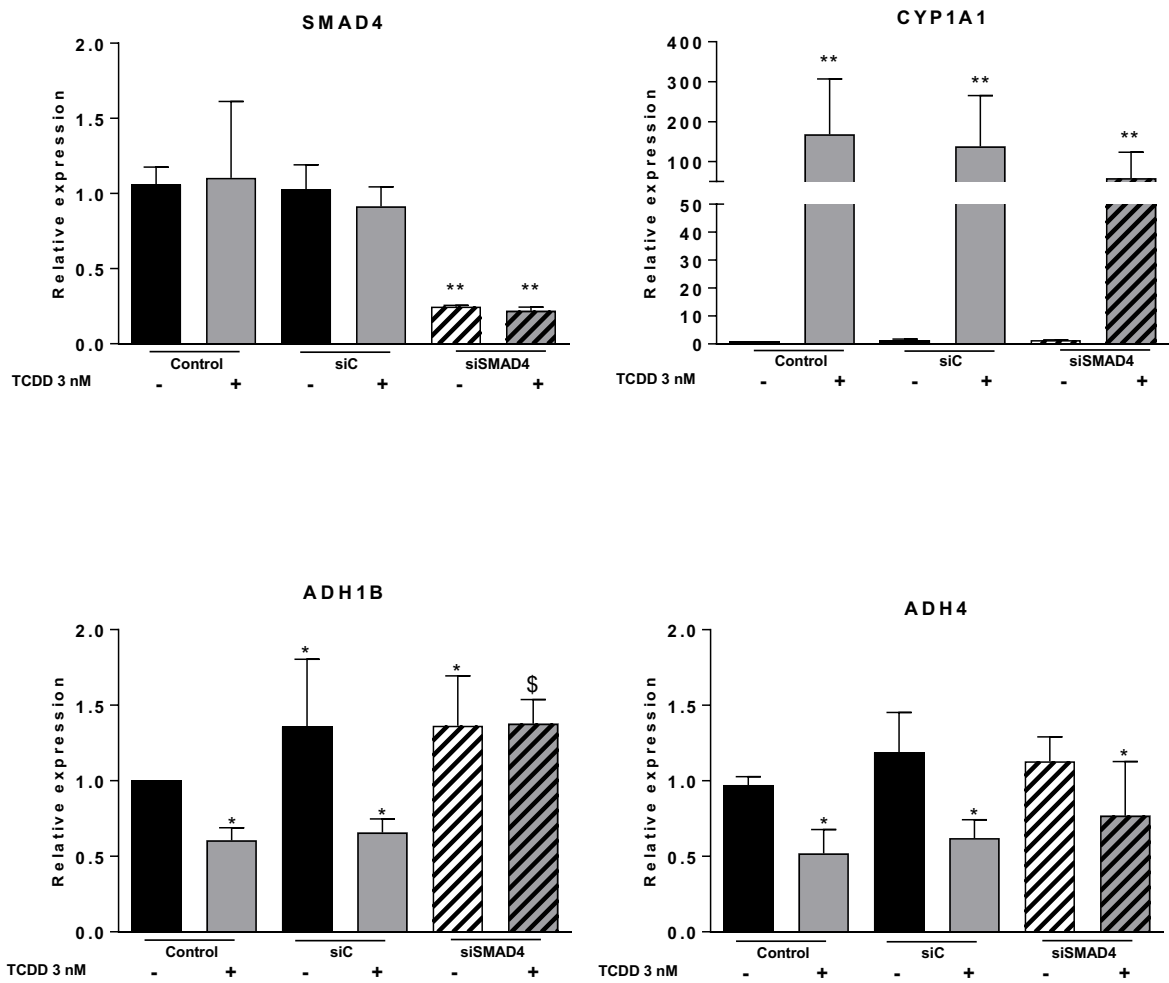 SMAD4
Relative expression
2.0
1.5
1.0
0.5
0.0
** **
Control siC siSMAD4
TCDD 3 nM - + - + - +
CYP1A1
Relative expression
400
300
200
100
50
40
30
20
10
0
** ** **
Control siC siSMAD4
TCDD 3 nM - + - + - +
ADH1B
Relative expression
2.0
1.5
1.0
0.5
0.0
* * * * $
Control siC siSMAD4
TCDD 3 nM - + - + - +
ADH4
Relative expression
2.0
1.5
1.0
0.5
0.0
* * *
Control siC siSMAD4
TCDD 3 nM - + - + - +